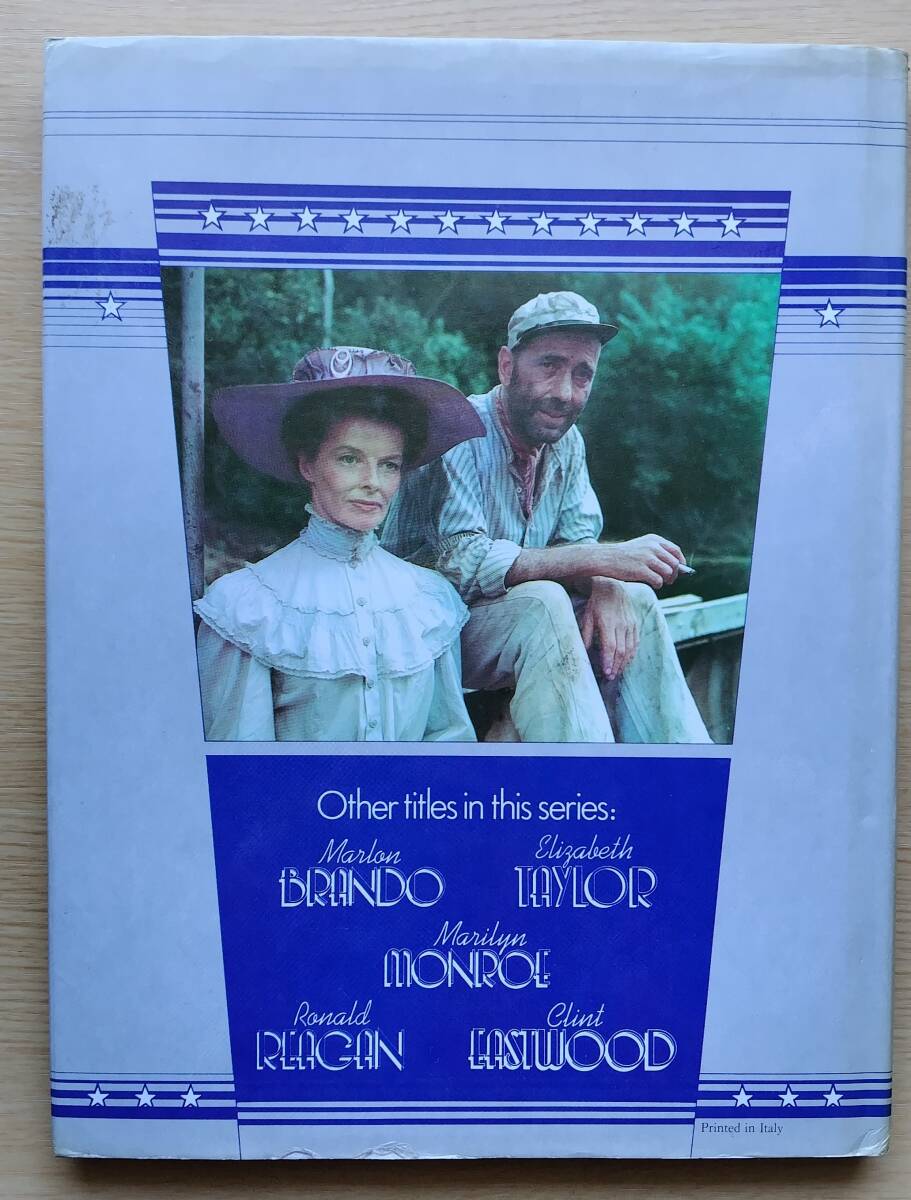 Other titles in this series:
Marlon
BRANDO
Elizabeth
TAYLOR
Marilyn
MONROE
Ronald
REAGAN
Clint
EASTWOOD
Printed in Italy